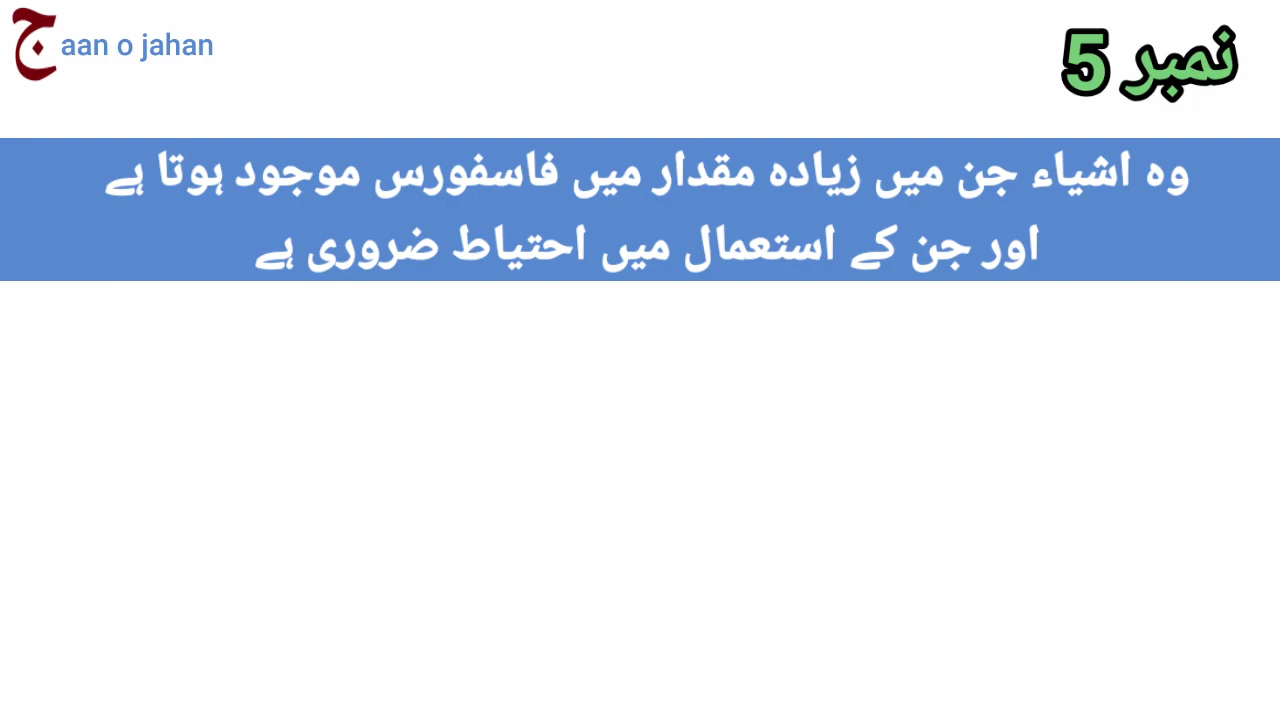 ج aan o jahan
نمبر 5
وہ اشیاء جن میں زیادہ مقدار میں فاسفورس موجود ہوتا ہے
اور جن کے استعمال میں احتیاط ضروری ہے